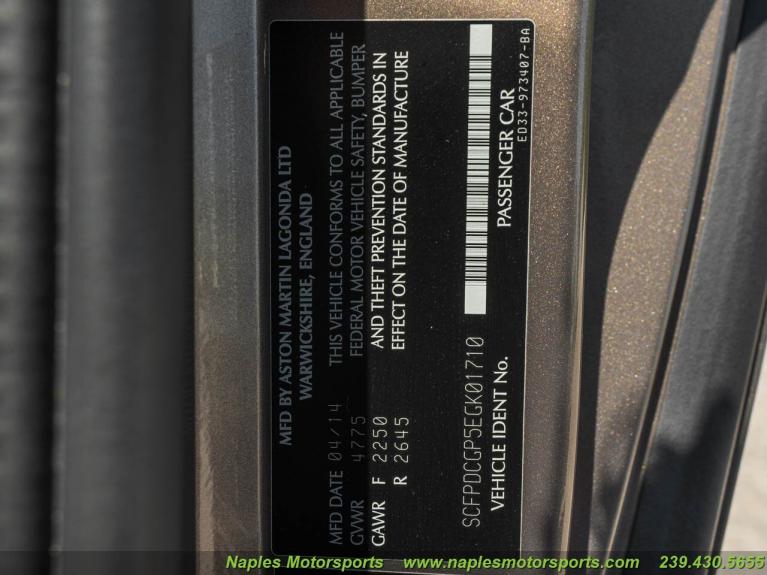 MFD BY ASTON MARTIN LAGONDA LTD
WARWICKSHIRE, ENGLAND
MFD DATE 04/14 THIS VEHICLE CONFORMS TO ALL APPLICABLE
GVWR 4775 FEDERAL MOTOR VEHICLE SAFETY, BUMPER
GAWR F 2250 AND THEFT PREVENTION STANDARDS IN
R 2645 EFFECT ON THE DATE OF MANUFACTURE
SCFPDCGP5EGK01710
VEHICLE IDENT No. PASSENGER CAR
ED33-973407-BA
Naples Motorsports www.naplesmotorsports.com 239.430.5655